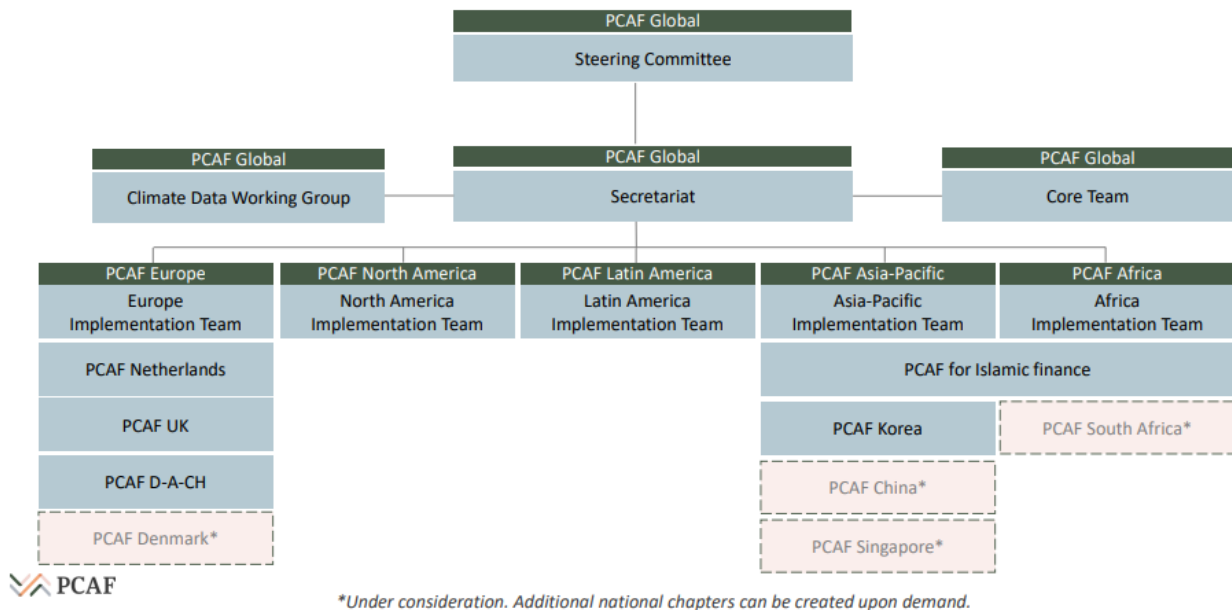 PCAF Global
Steering Committee
PCAF Global
Climate Data Working Group
PCAF Global
Secretariat
PCAF Global
Core Team
PCAF Europe
Europe
Implementation Team
PCAF North America
North America
Implementation Team
PCAF Latin America
Latin America
Implementation Team
PCAF Asia-Pacific
Asia-Pacific
Implementation Team
PCAF Africa
Africa
Implementation Team
PCAF Netherlands
PCAF UK
PCAF D-A-CH
PCAF Denmark*
PCAF for Islamic finance
PCAF Korea
PCAF South Africa*
PCAF China*
PCAF Singapore*
PCAF
*Under consideration. Additional national chapters can be created upon demand.